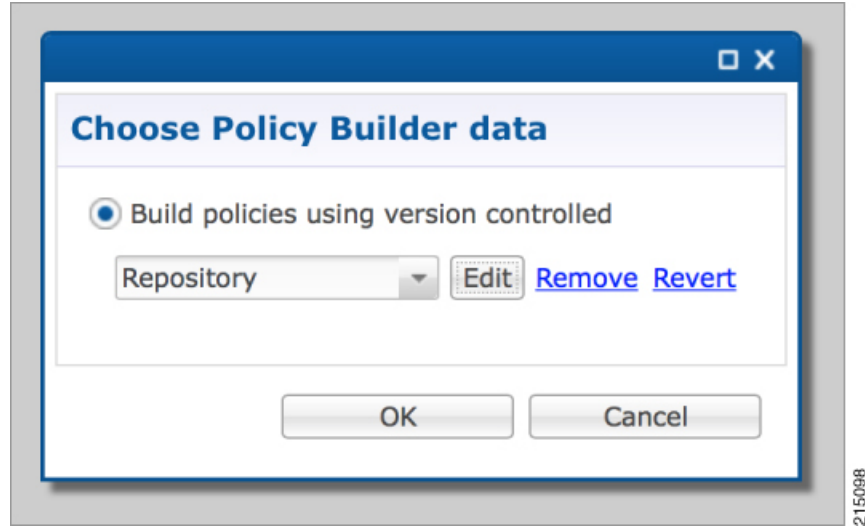 Choose Policy Builder data
Build policies using version controlled
Repository Edit Remove Revert
OK Cancel
215098